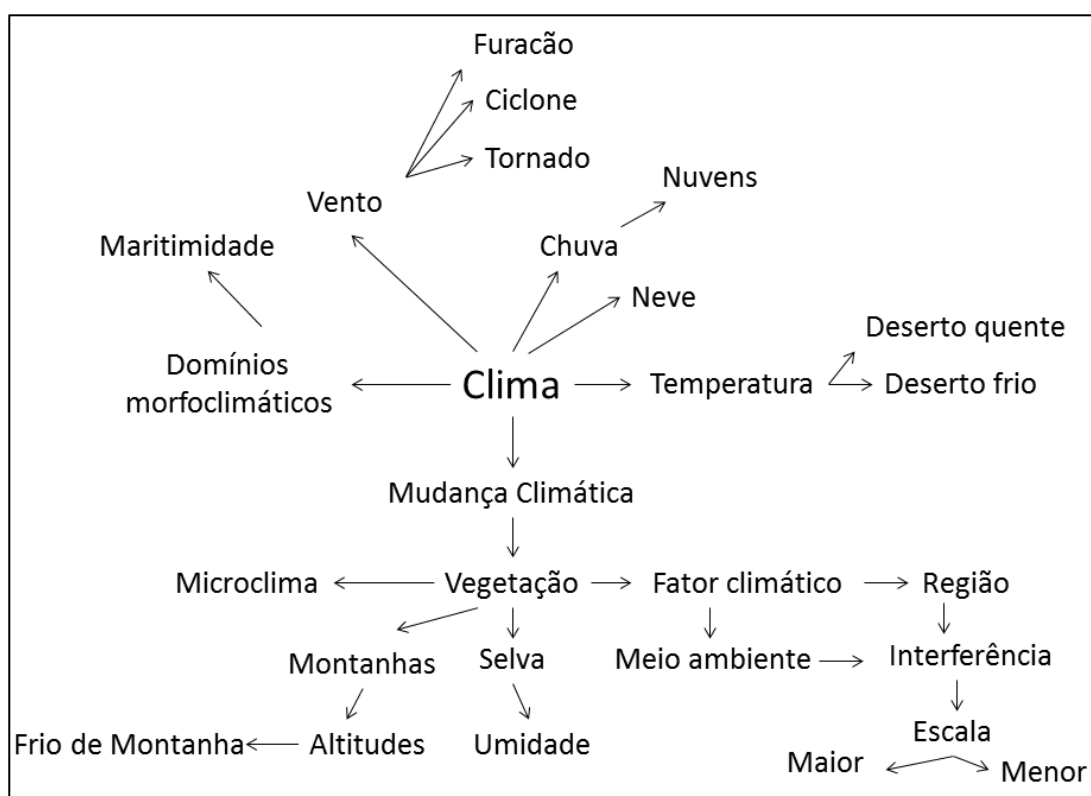 Furacão
Ciclone
Tornado
Nuvens
Vento
Maritimidade
Chuva
Neve
Deserto quente
Domínios
morfoclimáticos
Clima
Temperatura
Deserto frio
Mudança Climática
Microclima
Vegetação
Fator climático
Região
Montanhas
Selva
Meio ambiente
Interferência
Escala
Frio de Montanha
Altitudes
Umidade
Maior
Menor